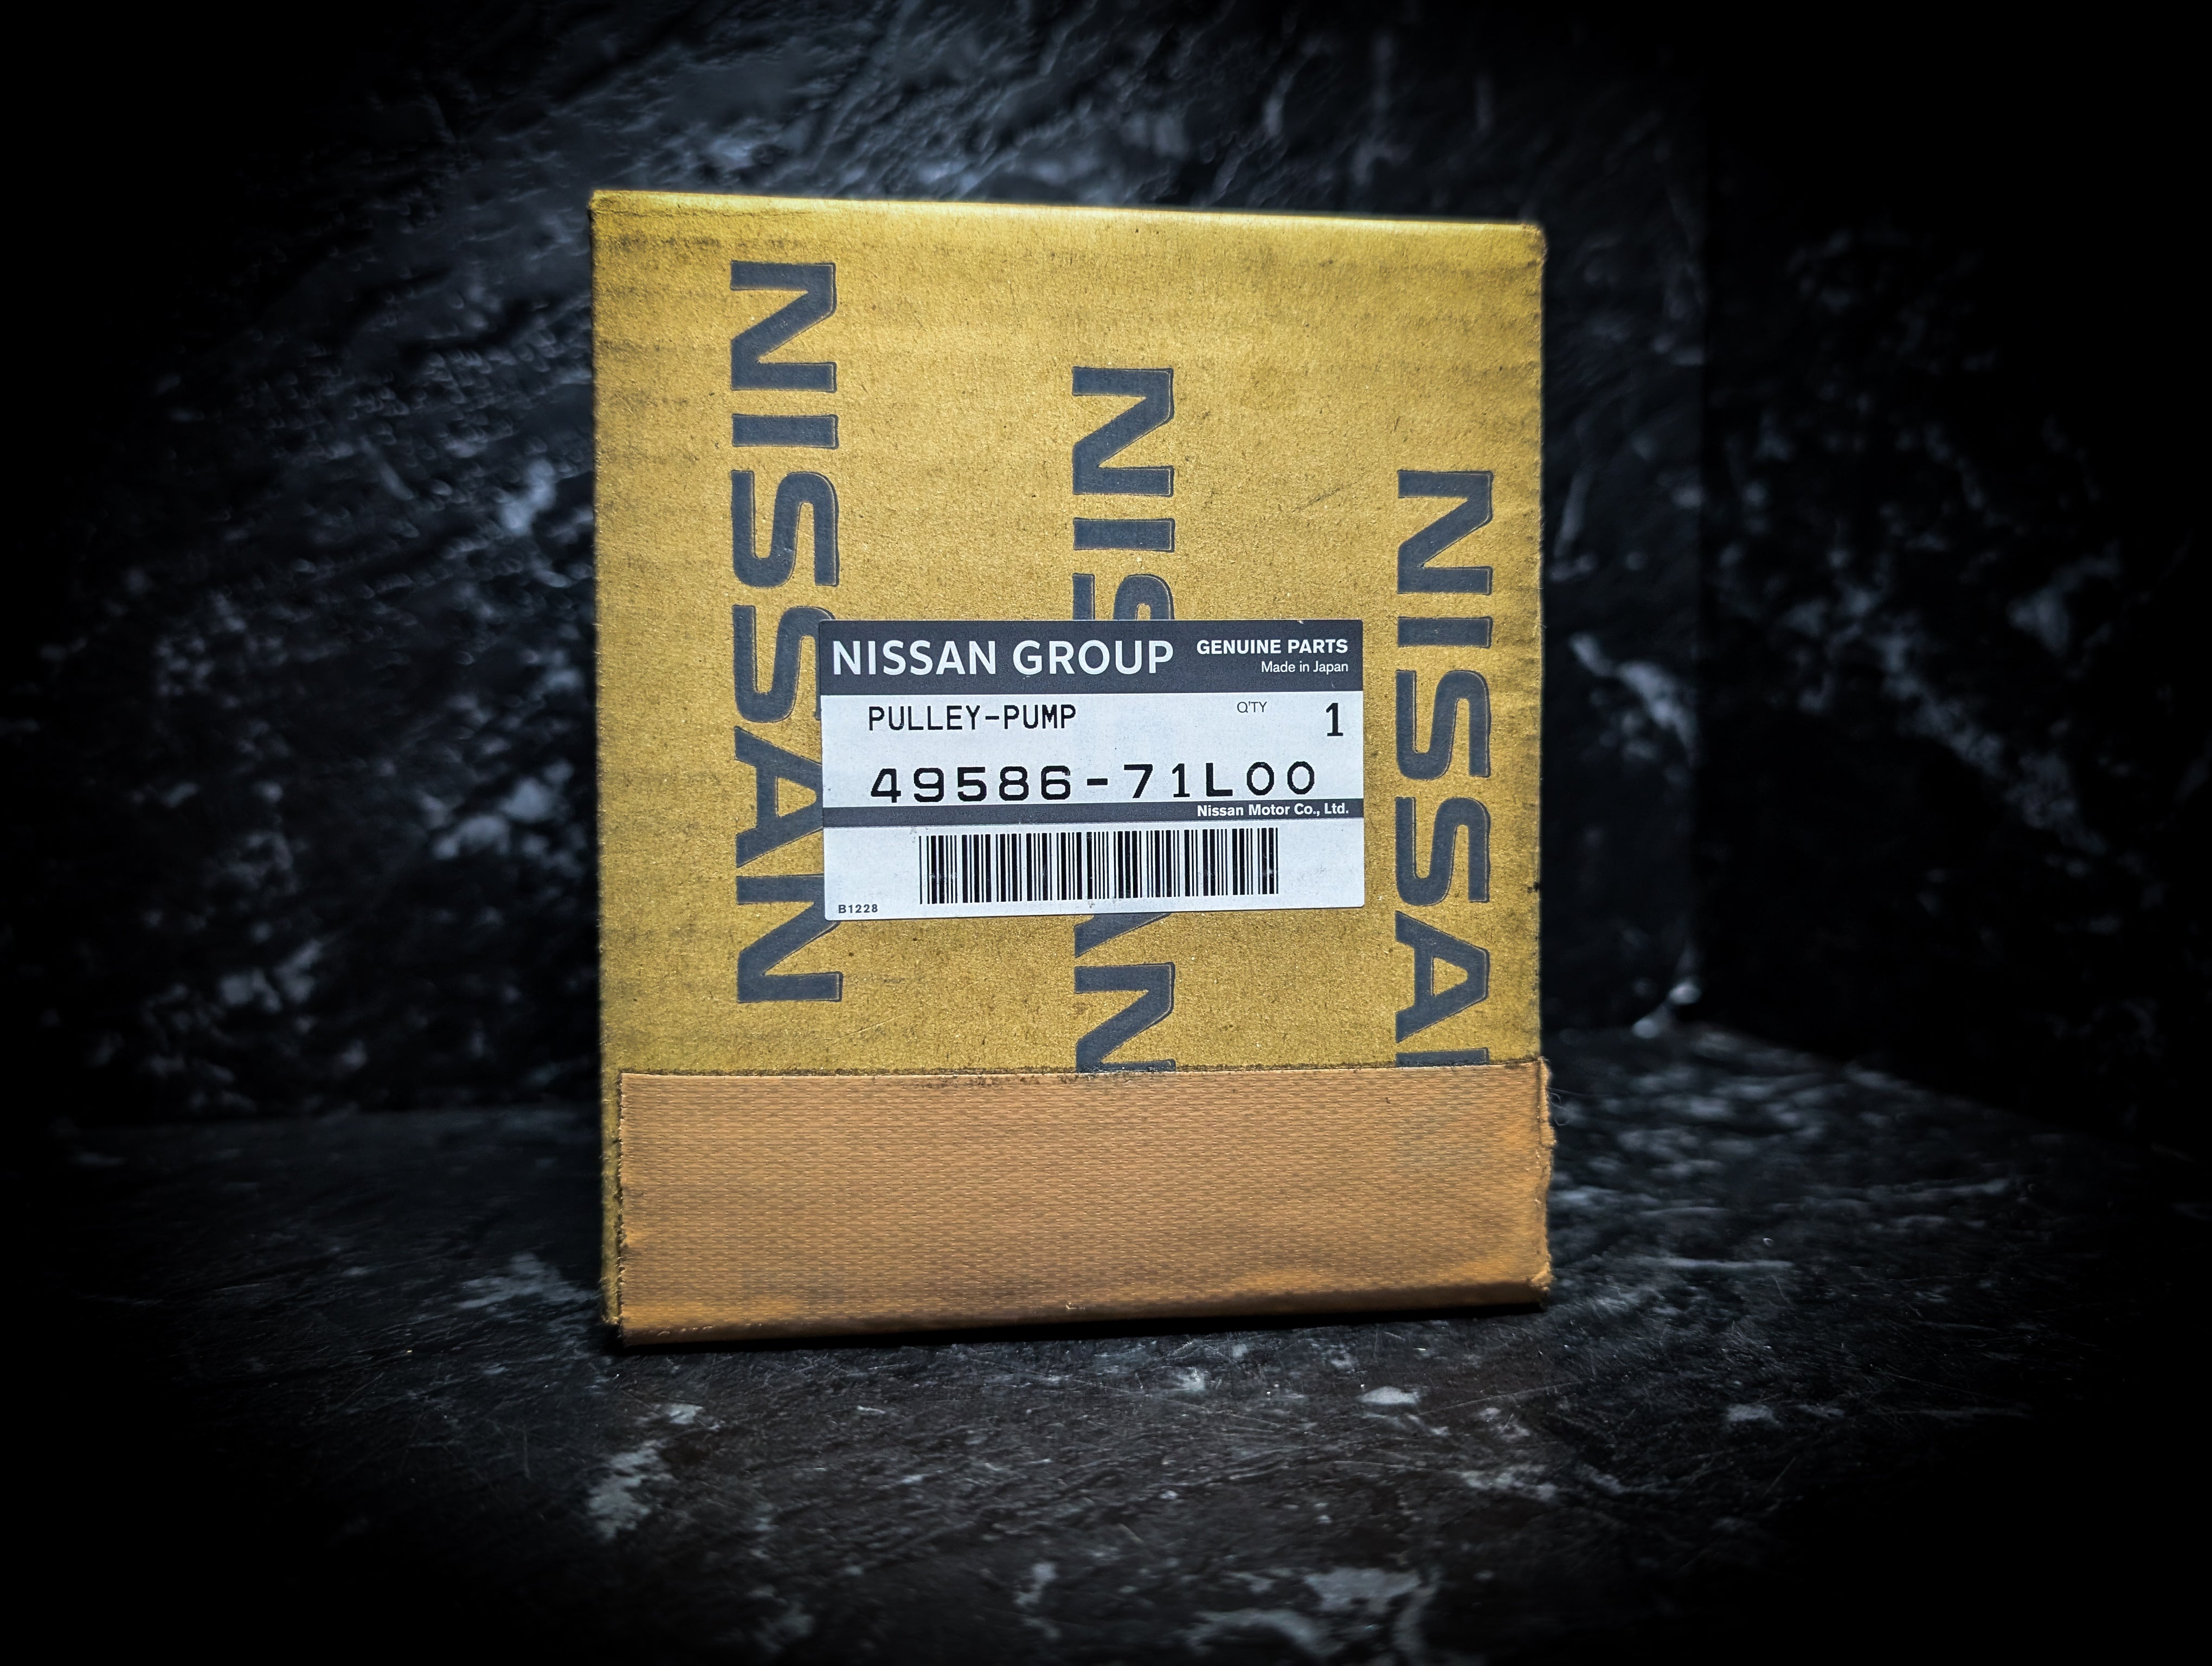 NISSAN
NISSAN
NISSAN
NISSAN GROUP GENUINE PARTS
Made in Japan
PULLEY-PUMP Q'TY 1
49586-71L00
Nissan Motor Co., Ltd.
B1228